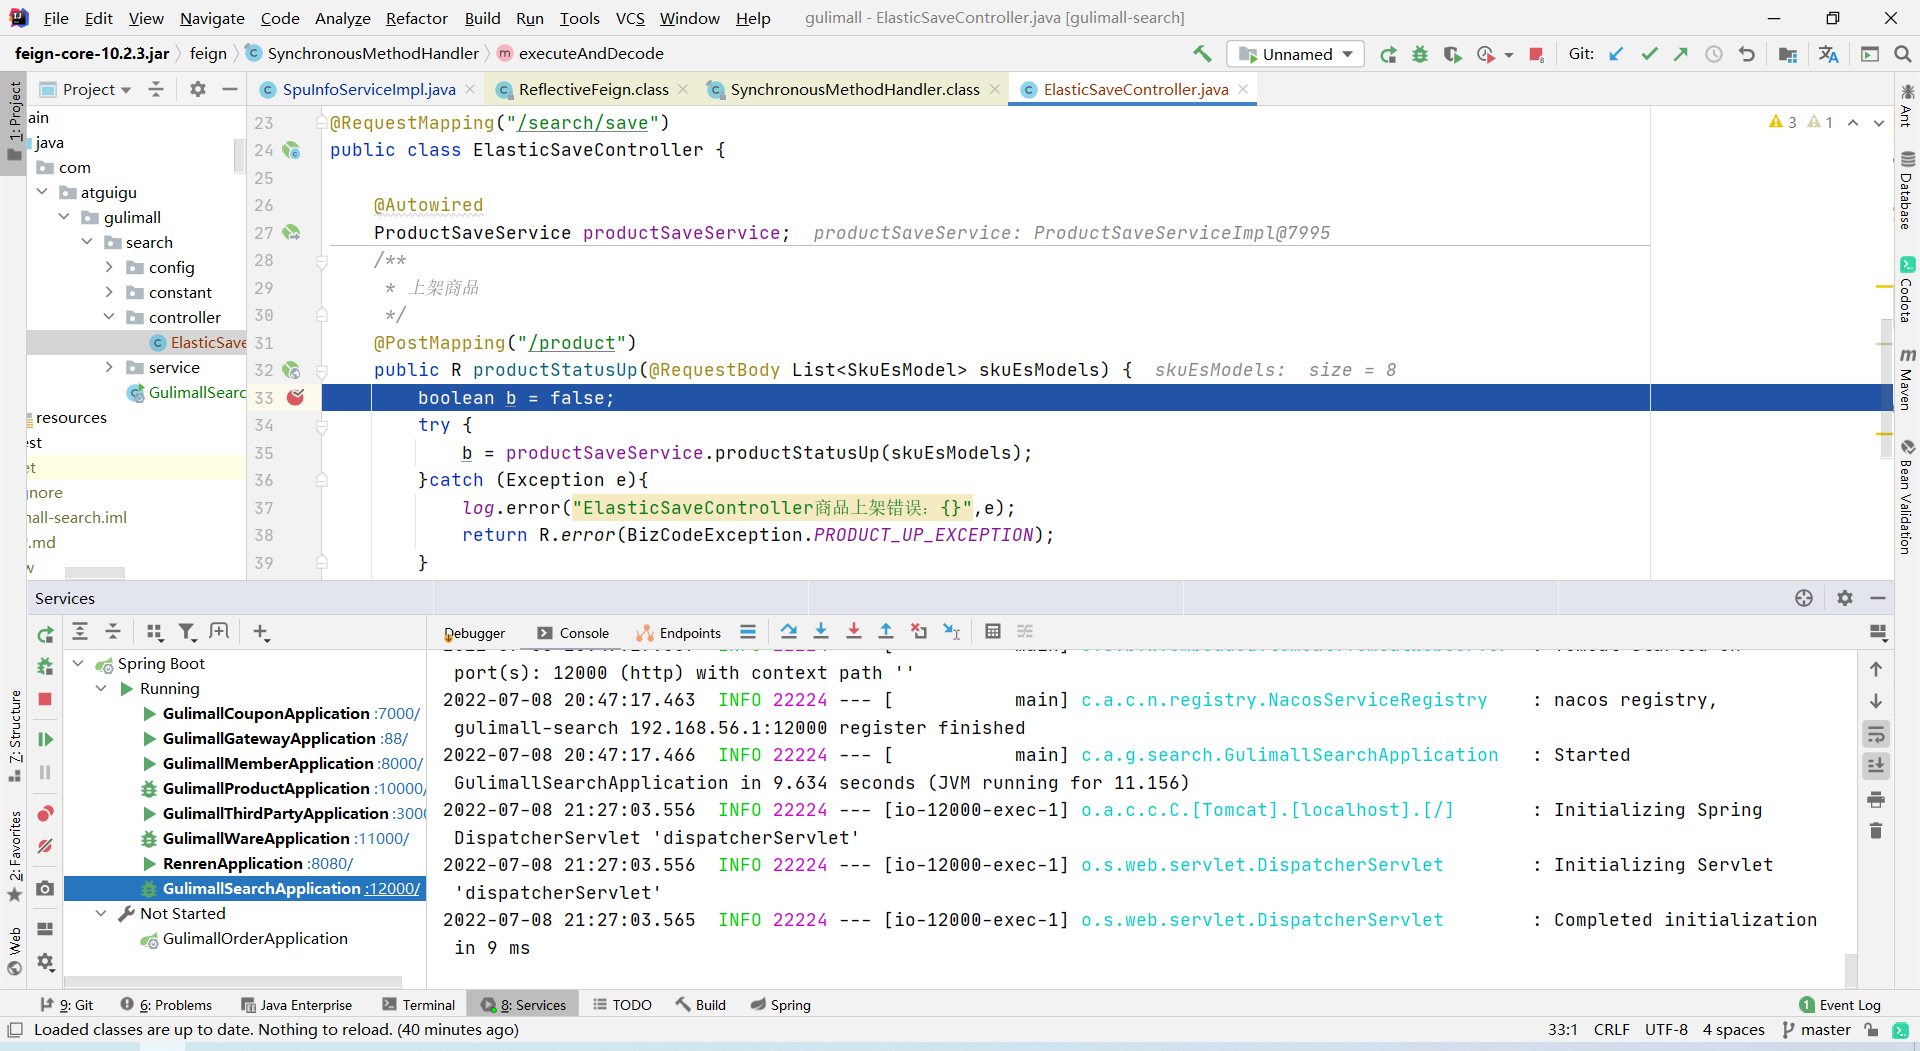 File Edit View Navigate Code Analyze Refactor Build Run Tools VCS Window Help gulimall - ElasticSaveController.java [gulimall-search]
feign-core-10.2.3.jar feign SynchronousMethodHandler executeAndDecode Unnamed Git:
Project SpuInfoServiceImpl.java ReflectiveFeign.class SynchronousMethodHandler.class ElasticSaveController.java
1: Project
ain
java
com
atguigu
gulimall
search
config
constant
controller
ElasticSave
service
GulimallSearc
resources
est
et
nore
nall-search.iml
.md
w
23 @RequestMapping("/search/save")
24 public class ElasticSaveController {
25
26 @Autowired
27 ProductSaveService productSaveService; productSaveService: ProductSaveServiceImpl@7995
28 /**
29 * 上架商品
30 */
31 @PostMapping("/product")
32 public R productStatusUp(@RequestBody List<SkuEsModel> skuEsModels) { skuEsModels: size = 8
33 boolean b = false;
34 try {
35 b = productSaveService.productStatusUp(skuEsModels);
36 }catch (Exception e){
37 log.error("ElasticSaveController商品上架错误：{}",e);
38 return R.error(BizCodeException.PRODUCT_UP_EXCEPTION);
39 }
3 1
Ant
Database
Codota
Maven
Bean Validation
Services
7: Structure
2: Favorites
Web
Spring Boot
Running
GulimallCouponApplication :7000/
GulimallGatewayApplication :88/
GulimallMemberApplication :8000/
GulimallProductApplication :10000/
GulimallThirdPartyApplication :3000
GulimallWareApplication :11000/
RenrenApplication :8080/
GulimallSearchApplication :12000/
Not Started
GulimallOrderApplication
Debugger Console Endpoints
port(s): 12000 (http) with context path ''
2022-07-08 20:47:17.463 INFO 22224 --- [ main] c.a.c.n.registry.NacosServiceRegistry : nacos registry,
gulimall-search 192.168.56.1:12000 register finished
2022-07-08 20:47:17.466 INFO 22224 --- [ main] c.a.g.search.GulimallSearchApplication : Started
GulimallSearchApplication in 9.634 seconds (JVM running for 11.156)
2022-07-08 21:27:03.556 INFO 22224 --- [io-12000-exec-1] o.a.c.c.C.[Tomcat].[localhost].[/] : Initializing Spring
DispatcherServlet 'dispatcherServlet'
2022-07-08 21:27:03.556 INFO 22224 --- [io-12000-exec-1] o.s.web.servlet.DispatcherServlet : Initializing Servlet
'dispatcherServlet'
2022-07-08 21:27:03.565 INFO 22224 --- [io-12000-exec-1] o.s.web.servlet.DispatcherServlet : Completed initialization
in 9 ms
9: Git 6: Problems Java Enterprise Terminal 8: Services TODO Build Spring 1 Event Log
Loaded classes are up to date. Nothing to reload. (40 minutes ago) 33:1 CRLF UTF-8 4 spaces master